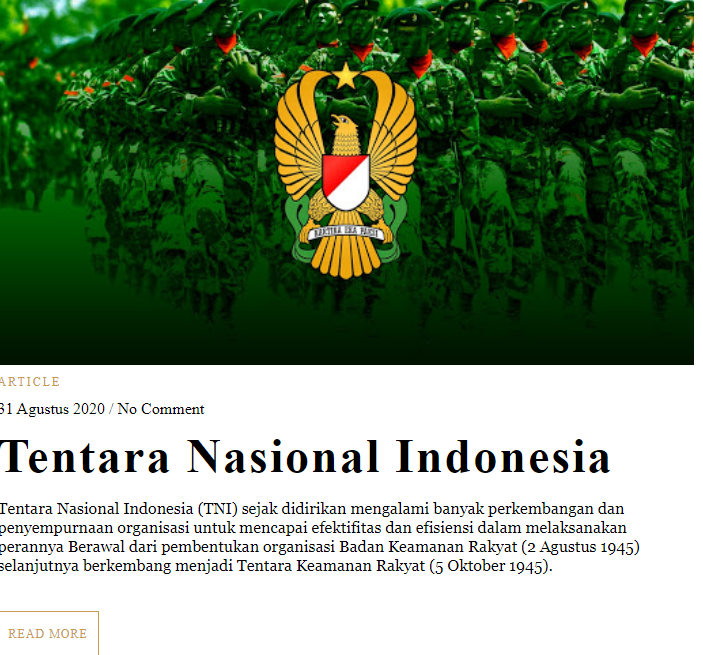 KARTIKA EKA PAKSI
ARTICLE
31 Agustus 2020 / No Comment
Tentara Nasional Indonesia
Tentara Nasional Indonesia (TNI) sejak didirikan mengalami banyak perkembangan dan
penyempurnaan organisasi untuk mencapai efektifitas dan efisiensi dalam melaksanakan
perannya Berawal dari pembentukan organisasi Badan Keamanan Rakyat (2 Agustus 1945)
selanjutnya berkembang menjadi Tentara Keamanan Rakyat (5 Oktober 1945).
READ MORE